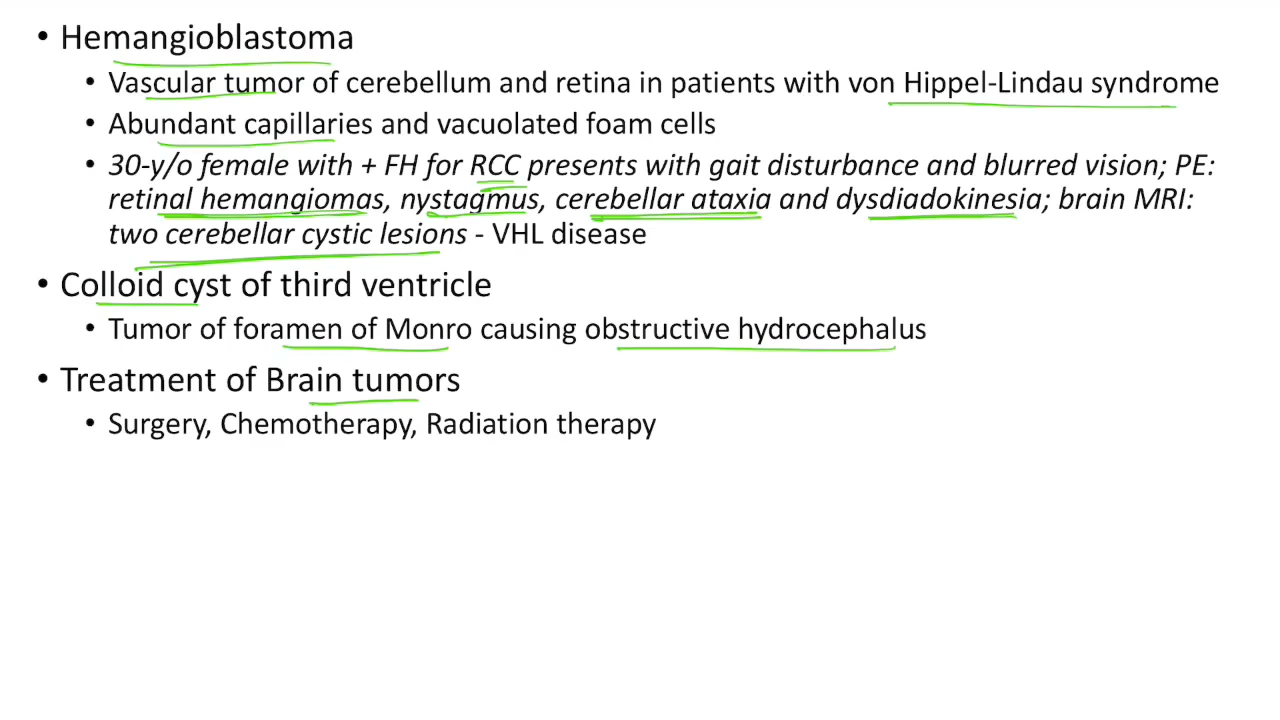 • Hemangioblastoma
• Vascular tumor of cerebellum and retina in patients with von Hippel-Lindau syndrome
• Abundant capillaries and vacuolated foam cells
• 30-y/o female with + FH for RCC presents with gait disturbance and blurred vision; PE:
retinal hemangiomas, nystagmus, cerebellar ataxia and dysdiadokinesia; brain MRI:
two cerebellar cystic lesions - VHL disease
• Colloid cyst of third ventricle
• Tumor of foramen of Monro causing obstructive hydrocephalus
• Treatment of Brain tumors
• Surgery, Chemotherapy, Radiation therapy